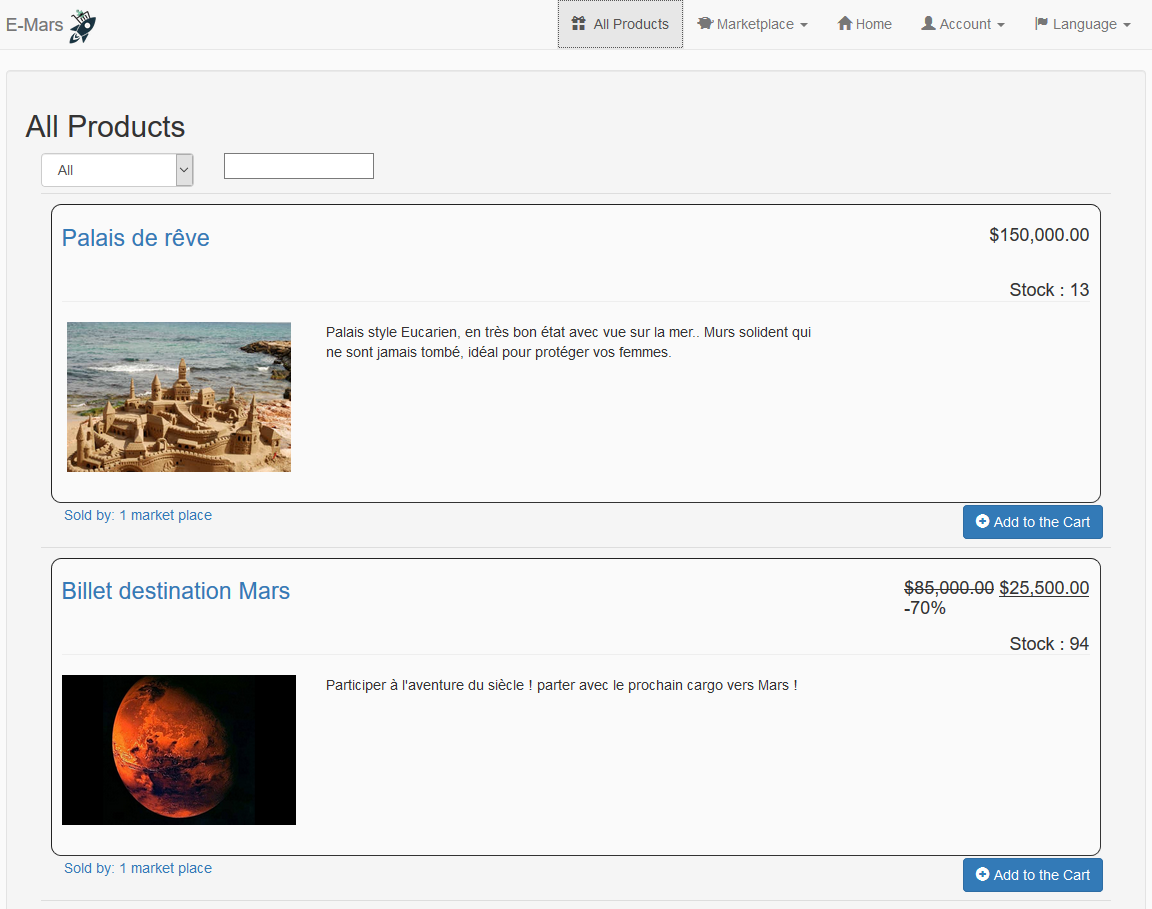 E-Mars
All Products
Marketplace
Home
Account
Language
All Products
All
Palais de rêve
$150,000.00
Stock : 13
Palais style Eucarien, en très bon état avec vue sur la mer.. Murs solident qui
ne sont jamais tombé, idéal pour protéger vos femmes.
Sold by: 1 market place
Add to the Cart
Billet destination Mars
$85,000.00 $25,500.00
-70%
Stock : 94
Participer à l'aventure du siècle ! parter avec le prochain cargo vers Mars !
Sold by: 1 market place
Add to the Cart